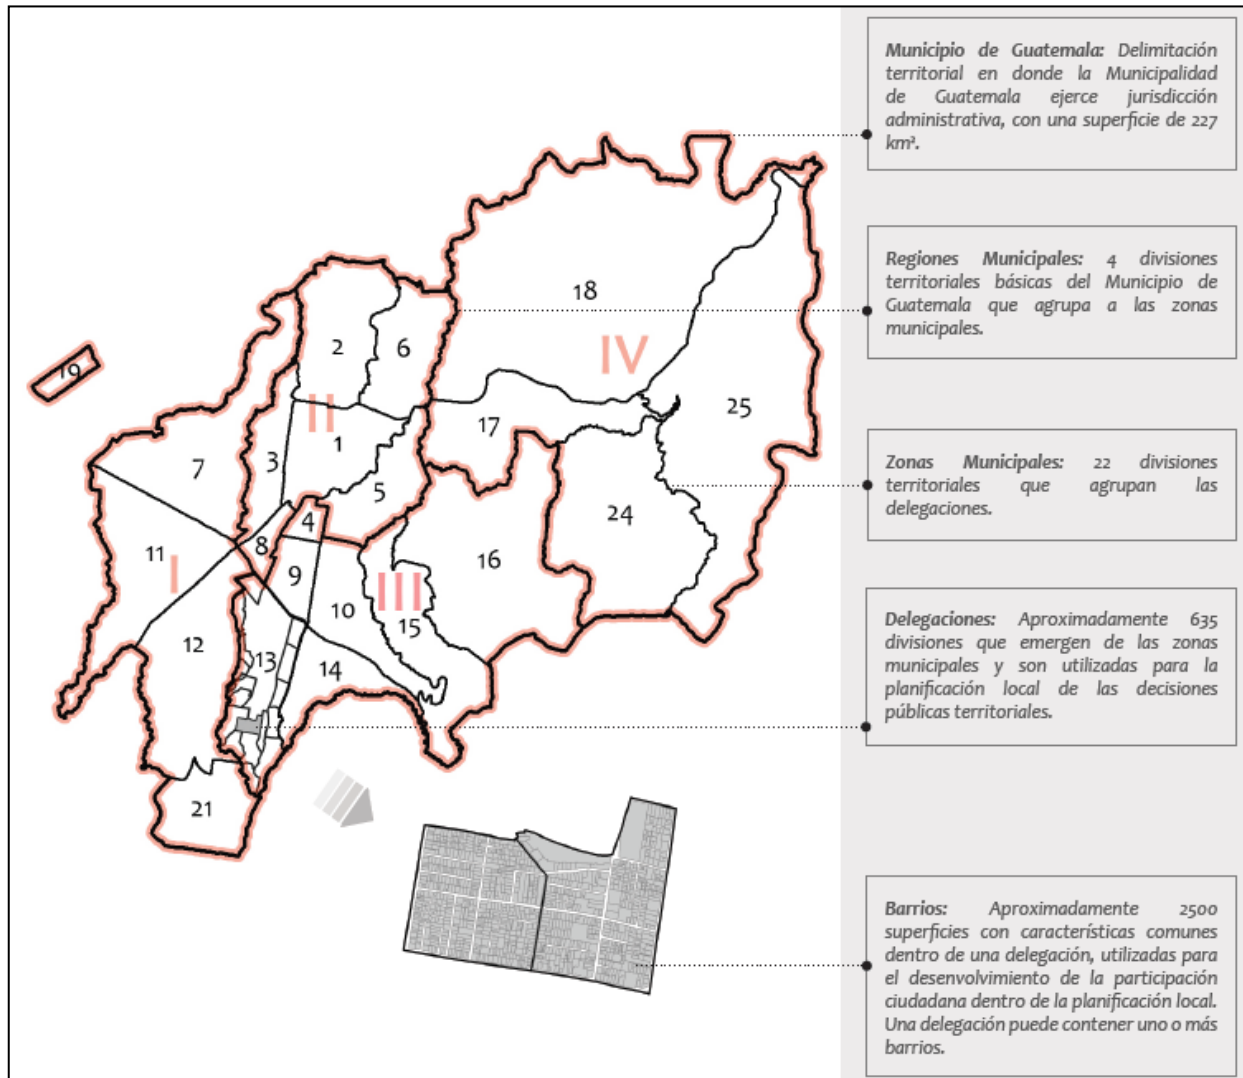 Municipio de Guatemala: Delimitación
territorial en donde la Municipalidad
de Guatemala ejerce jurisdicción
administrativa, con una superficie de 227
km².
Regiones Municipales: 4 divisiones
territoriales básicas del Municipio de
Guatemala que agrupa a las zonas
municipales.
Zonas Municipales: 22 divisiones
territoriales que agrupan las
delegaciones.
Delegaciones: Aproximadamente 635
divisiones que emergen de las zonas
municipales y son utilizadas para la
planificación local de las decisiones
públicas territoriales.
Barrios: Aproximadamente 2500
superficies con características comunes
dentro de una delegación, utilizadas para
el desenvolvimiento de la participación
ciudadana dentro de la planificación local.
Una delegación puede contener uno o más
barrios.
18
2
6
IV
19
25
II
17
1
7
3
5
4
24
8
11
16
9
I
III
10
15
12
13
14
21